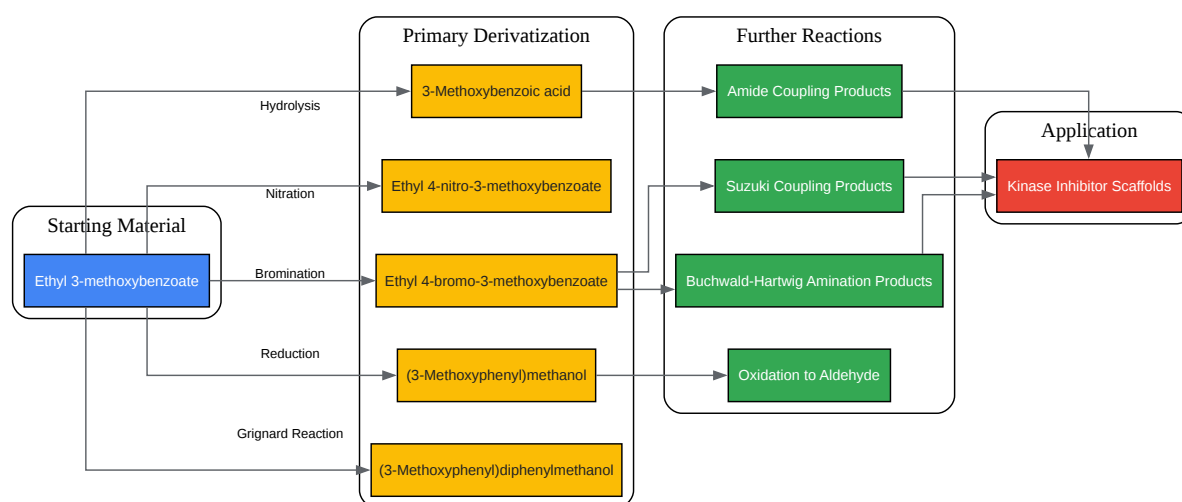 Primary Derivatization
Further Reactions
Application
Starting Material
Hydrolysis
3-Methoxybenzoic acid
Amide Coupling Products
Nitration
Ethyl 4-nitro-3-methoxybenzoate
Suzuki Coupling Products
Kinase Inhibitor Scaffolds
Ethyl 3-methoxybenzoate
Bromination
Ethyl 4-bromo-3-methoxybenzoate
Buchwald-Hartwig Amination Products
Reduction
(3-Methoxyphenyl)methanol
Oxidation to Aldehyde
Grignard Reaction
(3-Methoxyphenyl)diphenylmethanol